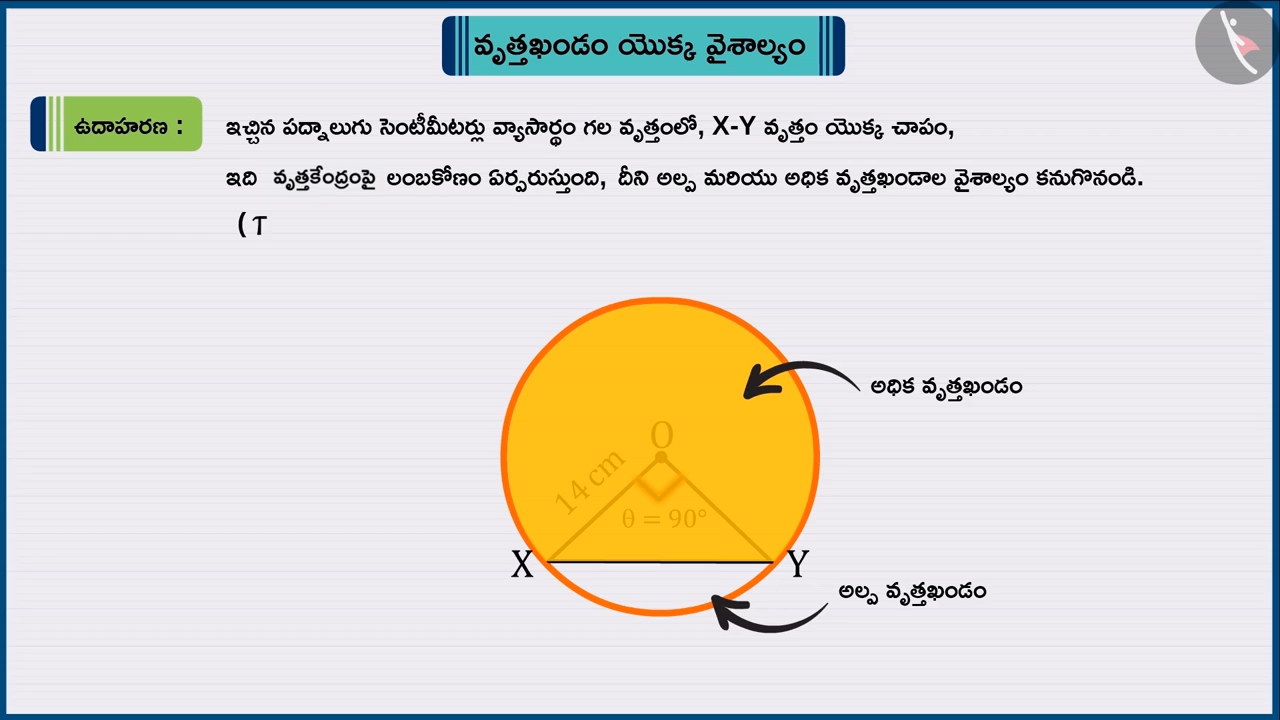 వృత్తఖండం యొక్క వైశాల్యం
ఉదాహరణ :
ఇచ్చిన పద్నాలుగు సెంటీమీటర్లు వ్యాసార్థం గల వృత్తంలో, X-Y వృత్తం యొక్క చాపం,
ఇది వృత్తకేంద్రంపై లంబకోణం ఏర్పరుస్తుంది, దీని అల్ప మరియు అధిక వృత్తఖండాల వైశాల్యం కనుగొనండి.
(
అధిక వృత్తఖండం
O
14 cm
θ = 90°
X
Y
అల్ప వృత్తఖండం